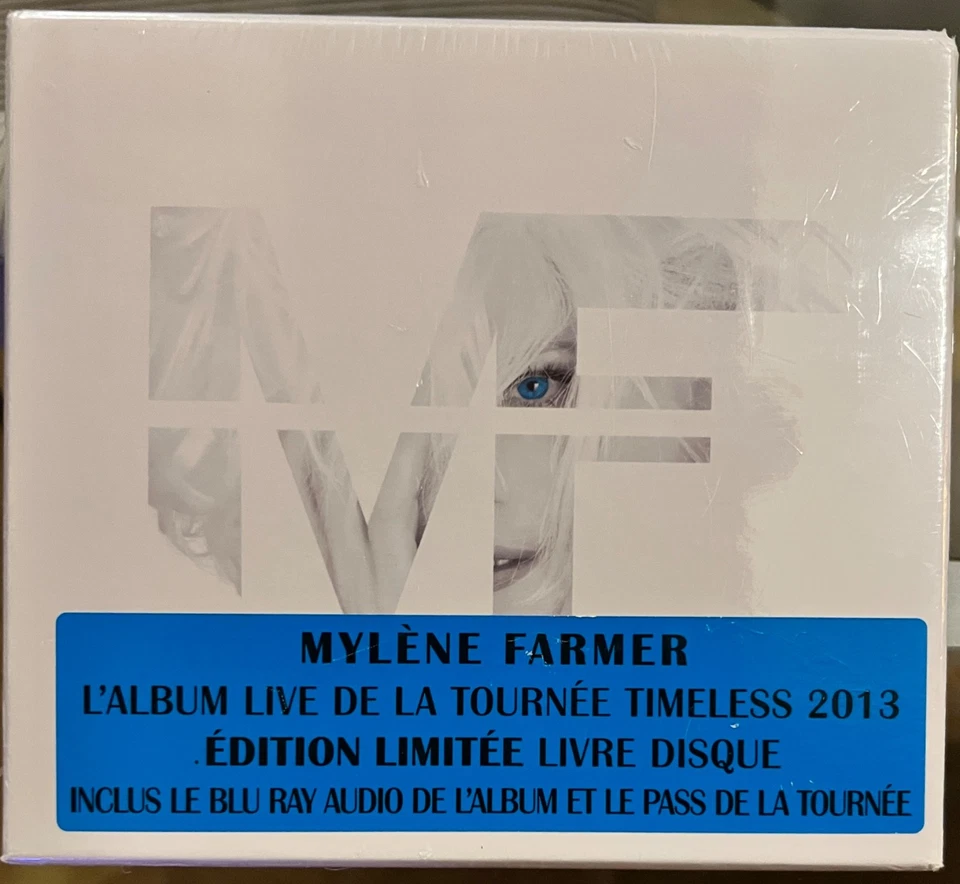 MF
MYLÈNE FARMER
L'ALBUM LIVE DE LA TOURNÉE TIMELESS 2013
ÉDITION LIMITÉE LIVRE DISQUE
INCLUS LE BLU RAY AUDIO DE L'ALBUM ET LE PASS DE LA TOURNÉE